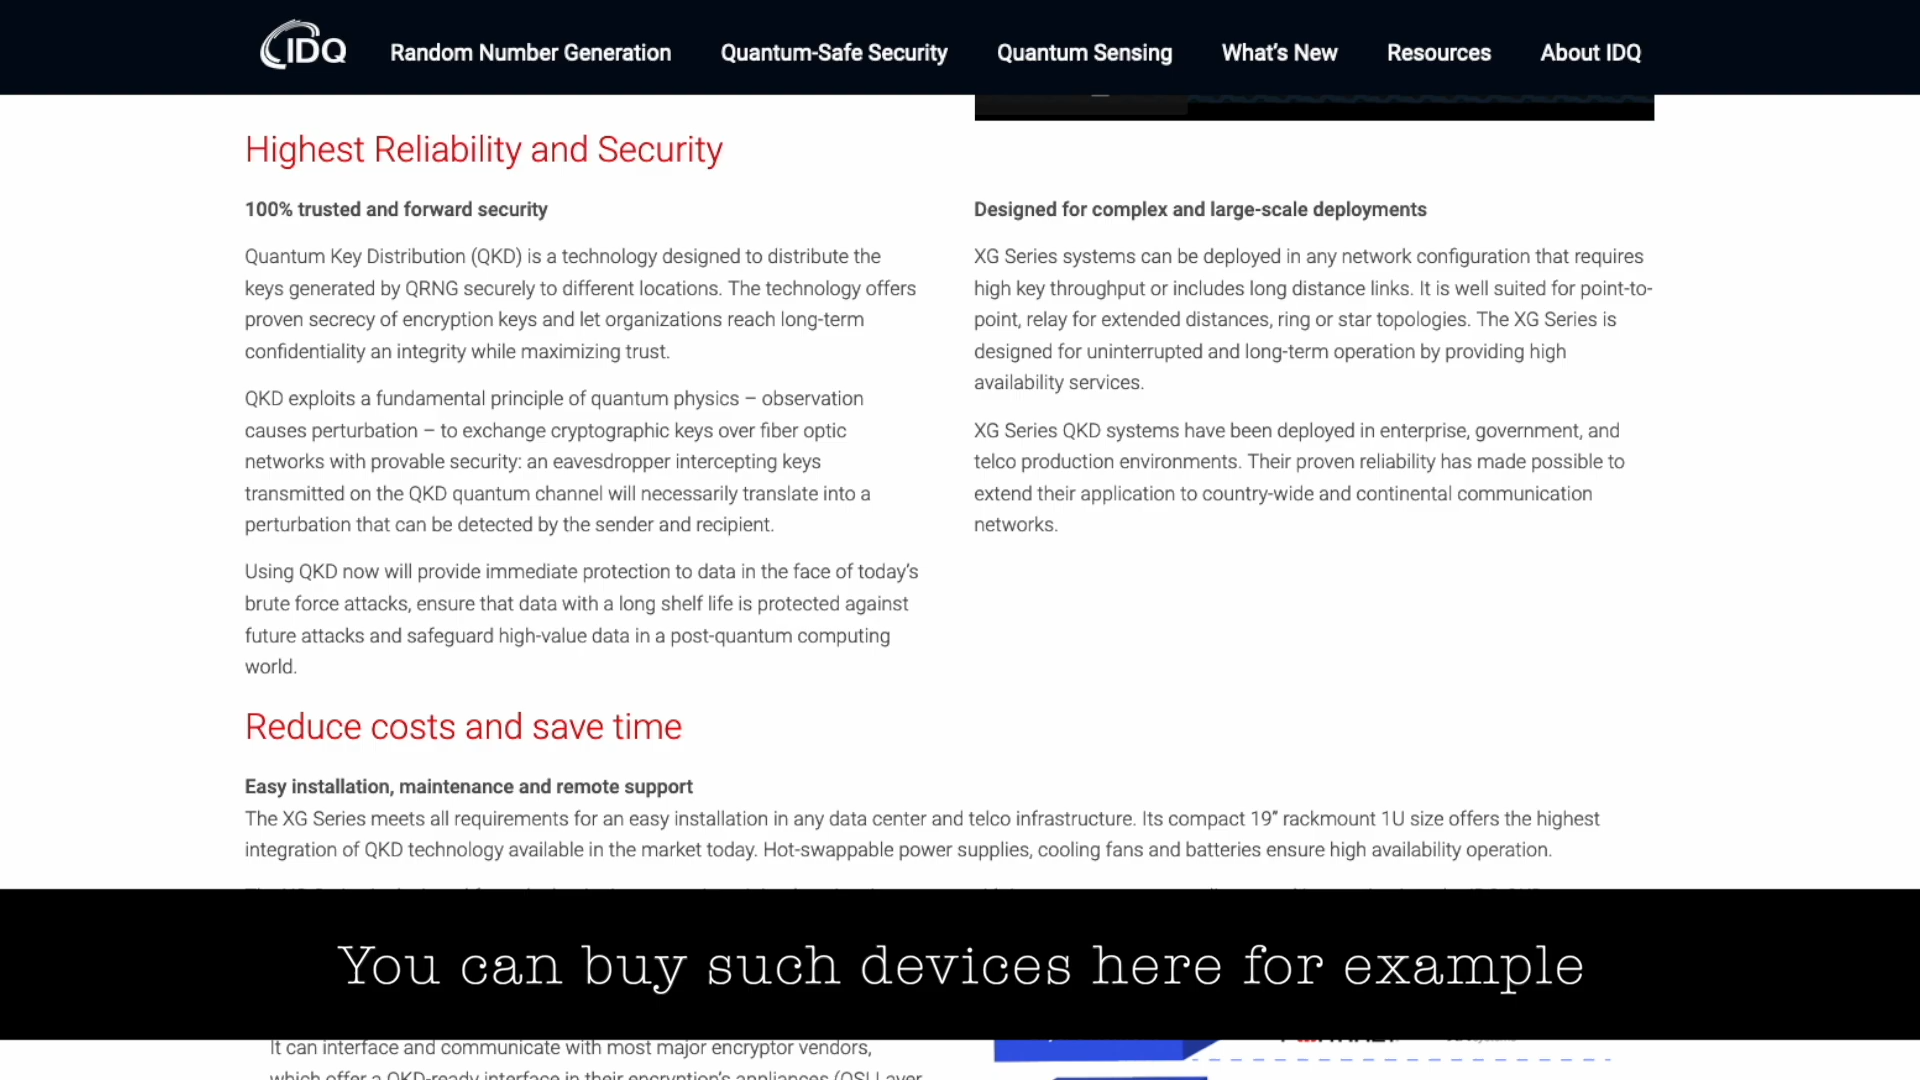 IDQ
Random Number Generation
Quantum-Safe Security
Quantum Sensing
What's New
Resources
About IDQ
Highest Reliability and Security
100% trusted and forward security
Quantum Key Distribution (QKD) is a technology designed to distribute the
keys generated by QRNG securely to different locations. The technology offers
proven secrecy of encryption keys and let organizations reach long-term
confidentiality an integrity while maximizing trust.
QKD exploits a fundamental principle of quantum physics – observation
causes perturbation – to exchange cryptographic keys over fiber optic
networks with provable security: an eavesdropper intercepting keys
transmitted on the QKD quantum channel will necessarily translate into a
perturbation that can be detected by the sender and recipient.
Using QKD now will provide immediate protection to data in the face of today's
brute force attacks, ensure that data with a long shelf life is protected against
future attacks and safeguard high-value data in a post-quantum computing
world.
Designed for complex and large-scale deployments
XG Series systems can be deployed in any network configuration that requires
high key throughput or includes long distance links. It is well suited for point-to-
point, relay for extended distances, ring or star topologies. The XG Series is
designed for uninterrupted and long-term operation by providing high
availability services.
XG Series QKD systems have been deployed in enterprise, government, and
telco production environments. Their proven reliability has made possible to
extend their application to country-wide and continental communication
networks.
Reduce costs and save time
Easy installation, maintenance and remote support
The XG Series meets all requirements for an easy installation in any data center and telco infrastructure. Its compact 19" rackmount 1U size offers the highest
integration of QKD technology available in the market today. Hot-swappable power supplies, cooling fans and batteries ensure high availability operation.
You can buy such devices here for example
It can interface and communicate with most major encryptor vendors,
which offer a QKD-ready interface in their encryption's appliances (OSI Layer